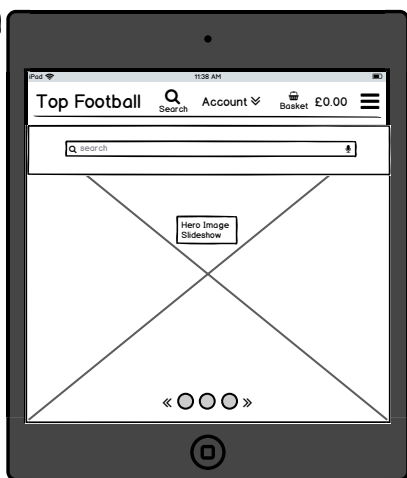 iPad 11:38 AM
Top Football Search Account Basket £0.00
search
Hero Image
Slideshow